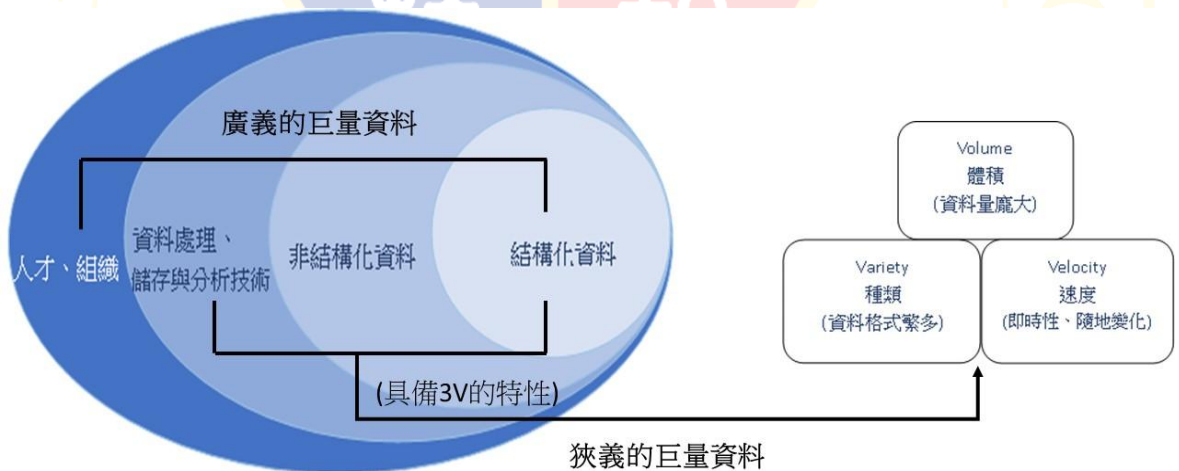 廣義的巨量資料
人才、組織
資料處理、
儲存與分析技術
非結構化資料
結構化資料
(具備3V的特性)
狹義的巨量資料
Volume
體積
(資料量龐大)
Variety
種類
(資料格式繁多)
Velocity
速度
(即時性、隨地變化)